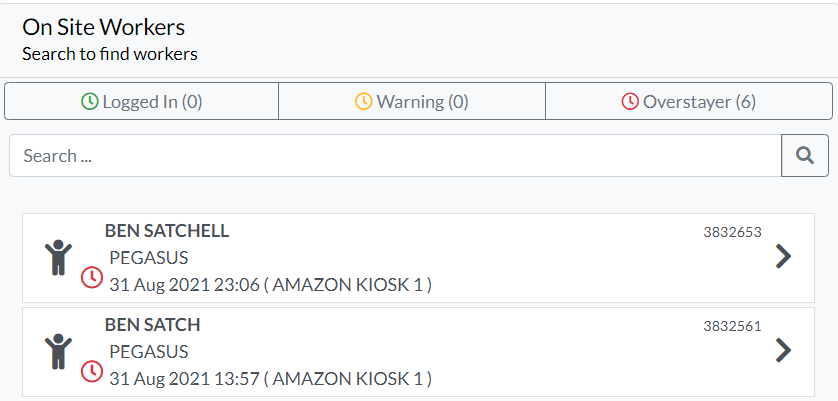 On Site Workers
Search to find workers
Logged In (0) Warning (0) Overstayer (6)
Search ...
BEN SATCHELL 3832653
PEGASUS
31 Aug 2021 23:06 ( AMAZON KIOSK 1 )
BEN SATCH 3832561
PEGASUS
31 Aug 2021 13:57 ( AMAZON KIOSK 1 )